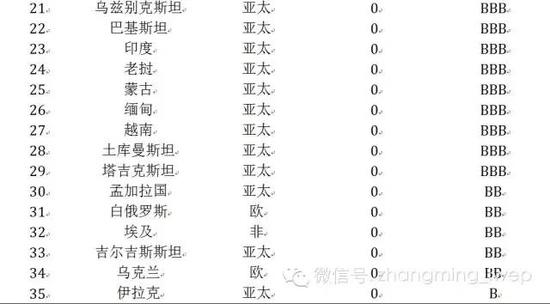 21 乌兹别克斯坦 亚太 0 BBB
22 巴基斯坦 亚太 0 BBB
23 印度 亚太 0 BBB
24 老挝 亚太 0 BBB
25 蒙古 亚太 0 BBB
26 缅甸 亚太 0 BBB
27 越南 亚太 0 BBB
28 土库曼斯坦 亚太 0 BBB
29 塔吉克斯坦 亚太 0 BBB
30 孟加拉国 亚太 0 BB
31 白俄罗斯 欧 0 BB
32 埃及 非 0 BB
33 吉尔吉斯斯坦 亚太 0 BB
34 乌克兰 欧 0 BB
35 伊拉克 亚太 0 B
微信号: zhangming_iwep